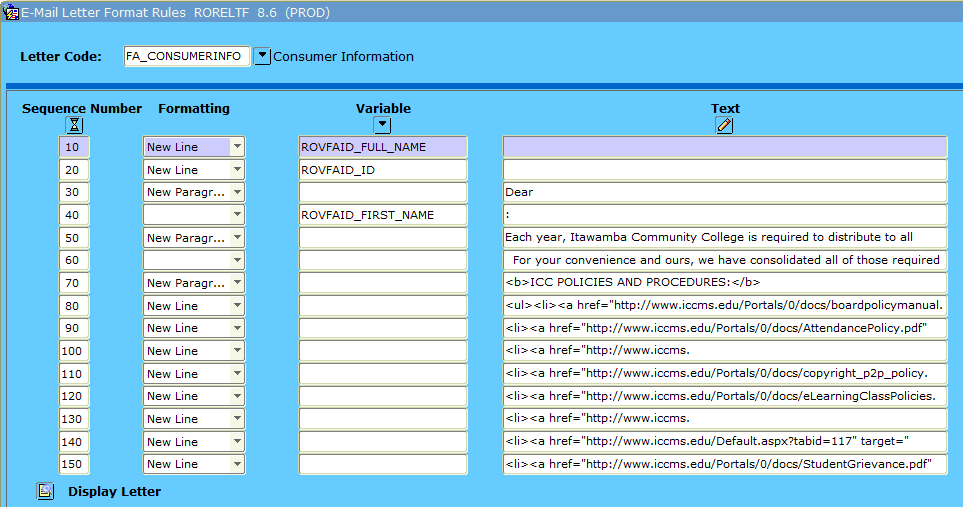 E-Mail Letter Format Rules RORELTF 8.6 (PROD)
Letter Code: FA_CONSUMERINFO Consumer Information
Sequence Number Formatting Variable Text
10 New Line ROVFAID_FULL_NAME
20 New Line ROVFAID_ID
30 New Paragr... Dear
40 ROVFAID_FIRST_NAME :
50 New Paragr... Each year, Itawamba Community College is required to distribute to all
60 For your convenience and ours, we have consolidated all of those required
70 New Paragr... <b>ICC POLICIES AND PROCEDURES:</b>
80 New Line <ul><li><a href="http://www.iccms.edu/Portals/0/docs/boardpolicymanual.
90 New Line <li><a href="http://www.iccms.edu/Portals/0/docs/AttendancePolicy.pdf"
100 New Line <li><a href="http://www.iccms.
110 New Line <li><a href="http://www.iccms.edu/Portals/0/docs/copyright_p2p_policy.
120 New Line <li><a href="http://www.iccms.edu/Portals/0/docs/eLearningClassPolicies.
130 New Line <li><a href="http://www.iccms.
140 New Line <li><a href="http://www.iccms.edu/Default.aspx?tabid=117" target="
150 New Line <li><a href="http://www.iccms.edu/Portals/0/docs/StudentGrievance.pdf"
Display Letter